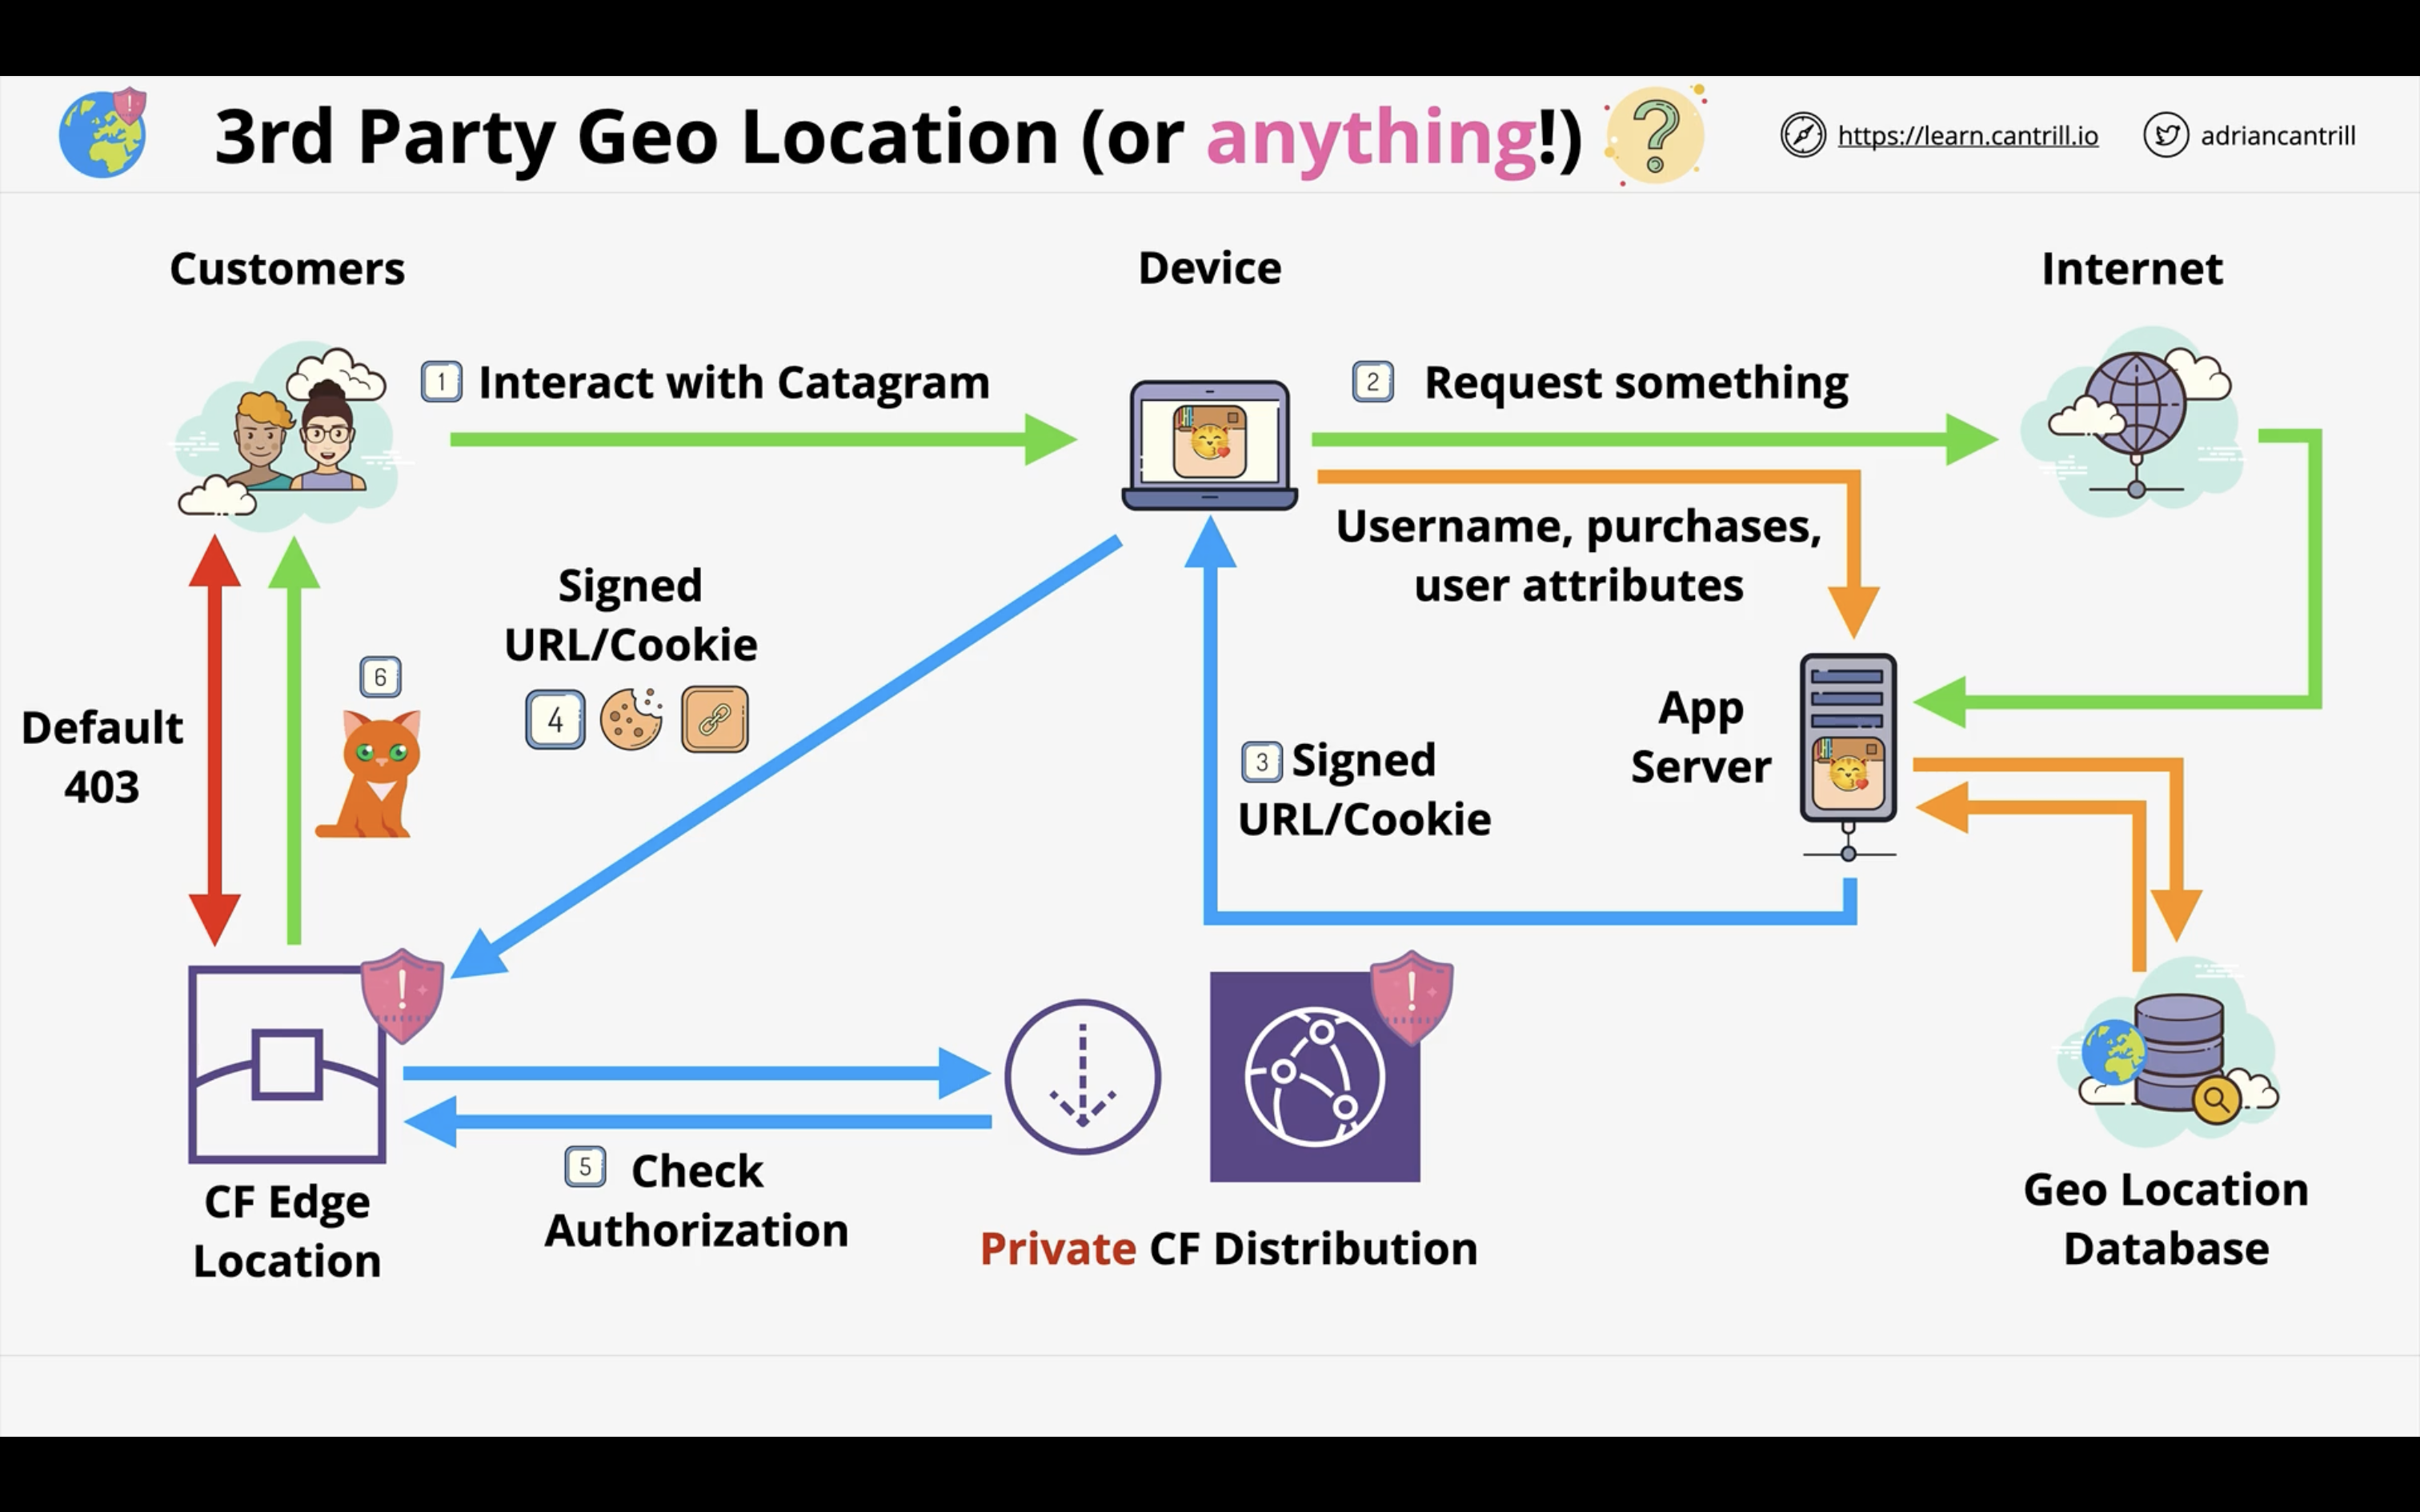 3rd Party Geo Location (or anything!)
https://learn.cantrill.io
adriancantrill
Customers
Device
Internet
1 Interact with Catagram
2 Request something
Username, purchases,
user attributes
Signed
URL/Cookie
4
6
Default
403
App
Server
3 Signed
URL/Cookie
5 Check
Authorization
CF Edge
Location
Private CF Distribution
Geo Location
Database